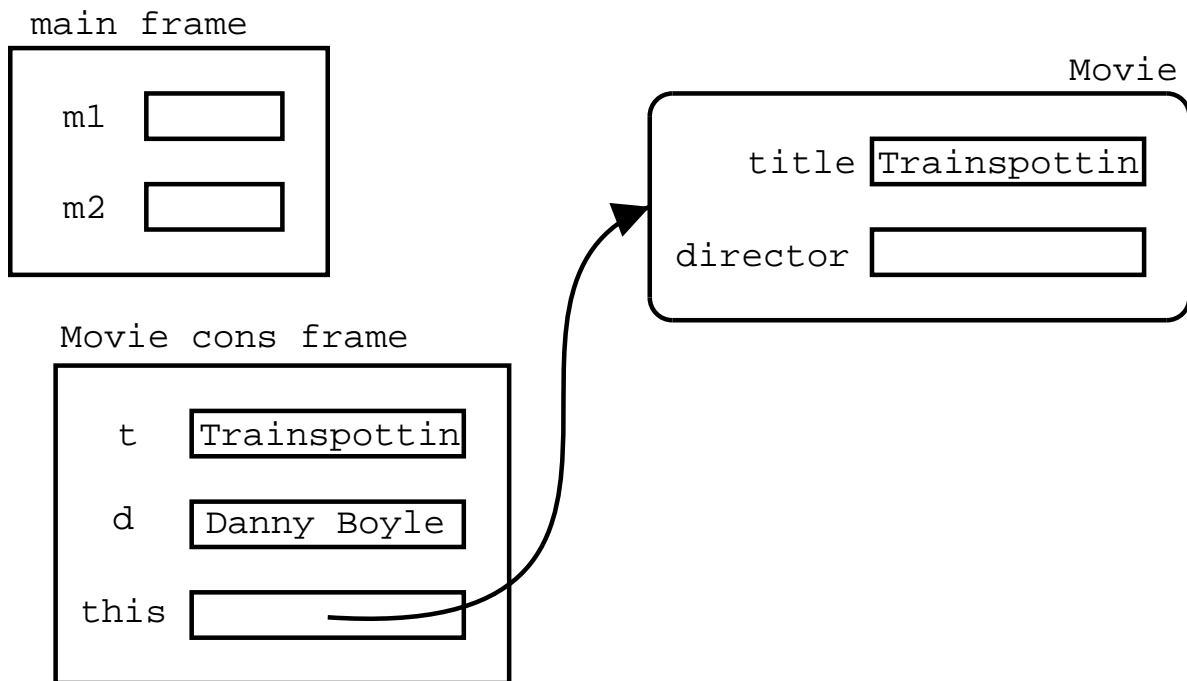 main frame
m1
m2
Movie
title Trainspottin
director
Movie cons frame
t Trainspottin
d Danny Boyle
this